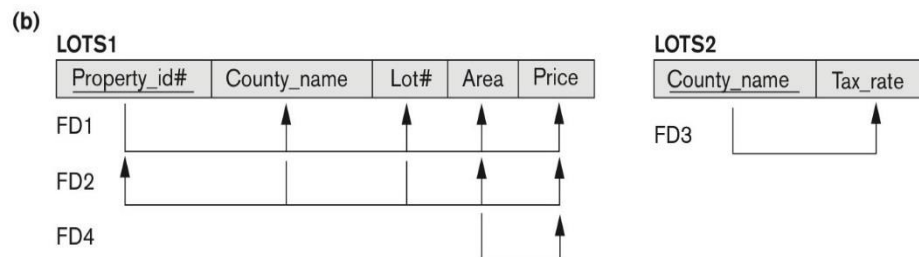 (b)
LOTS1
Property_id# County_name Lot# Area Price
FD1
FD2
FD4
LOTS2
County_name Tax_rate
FD3